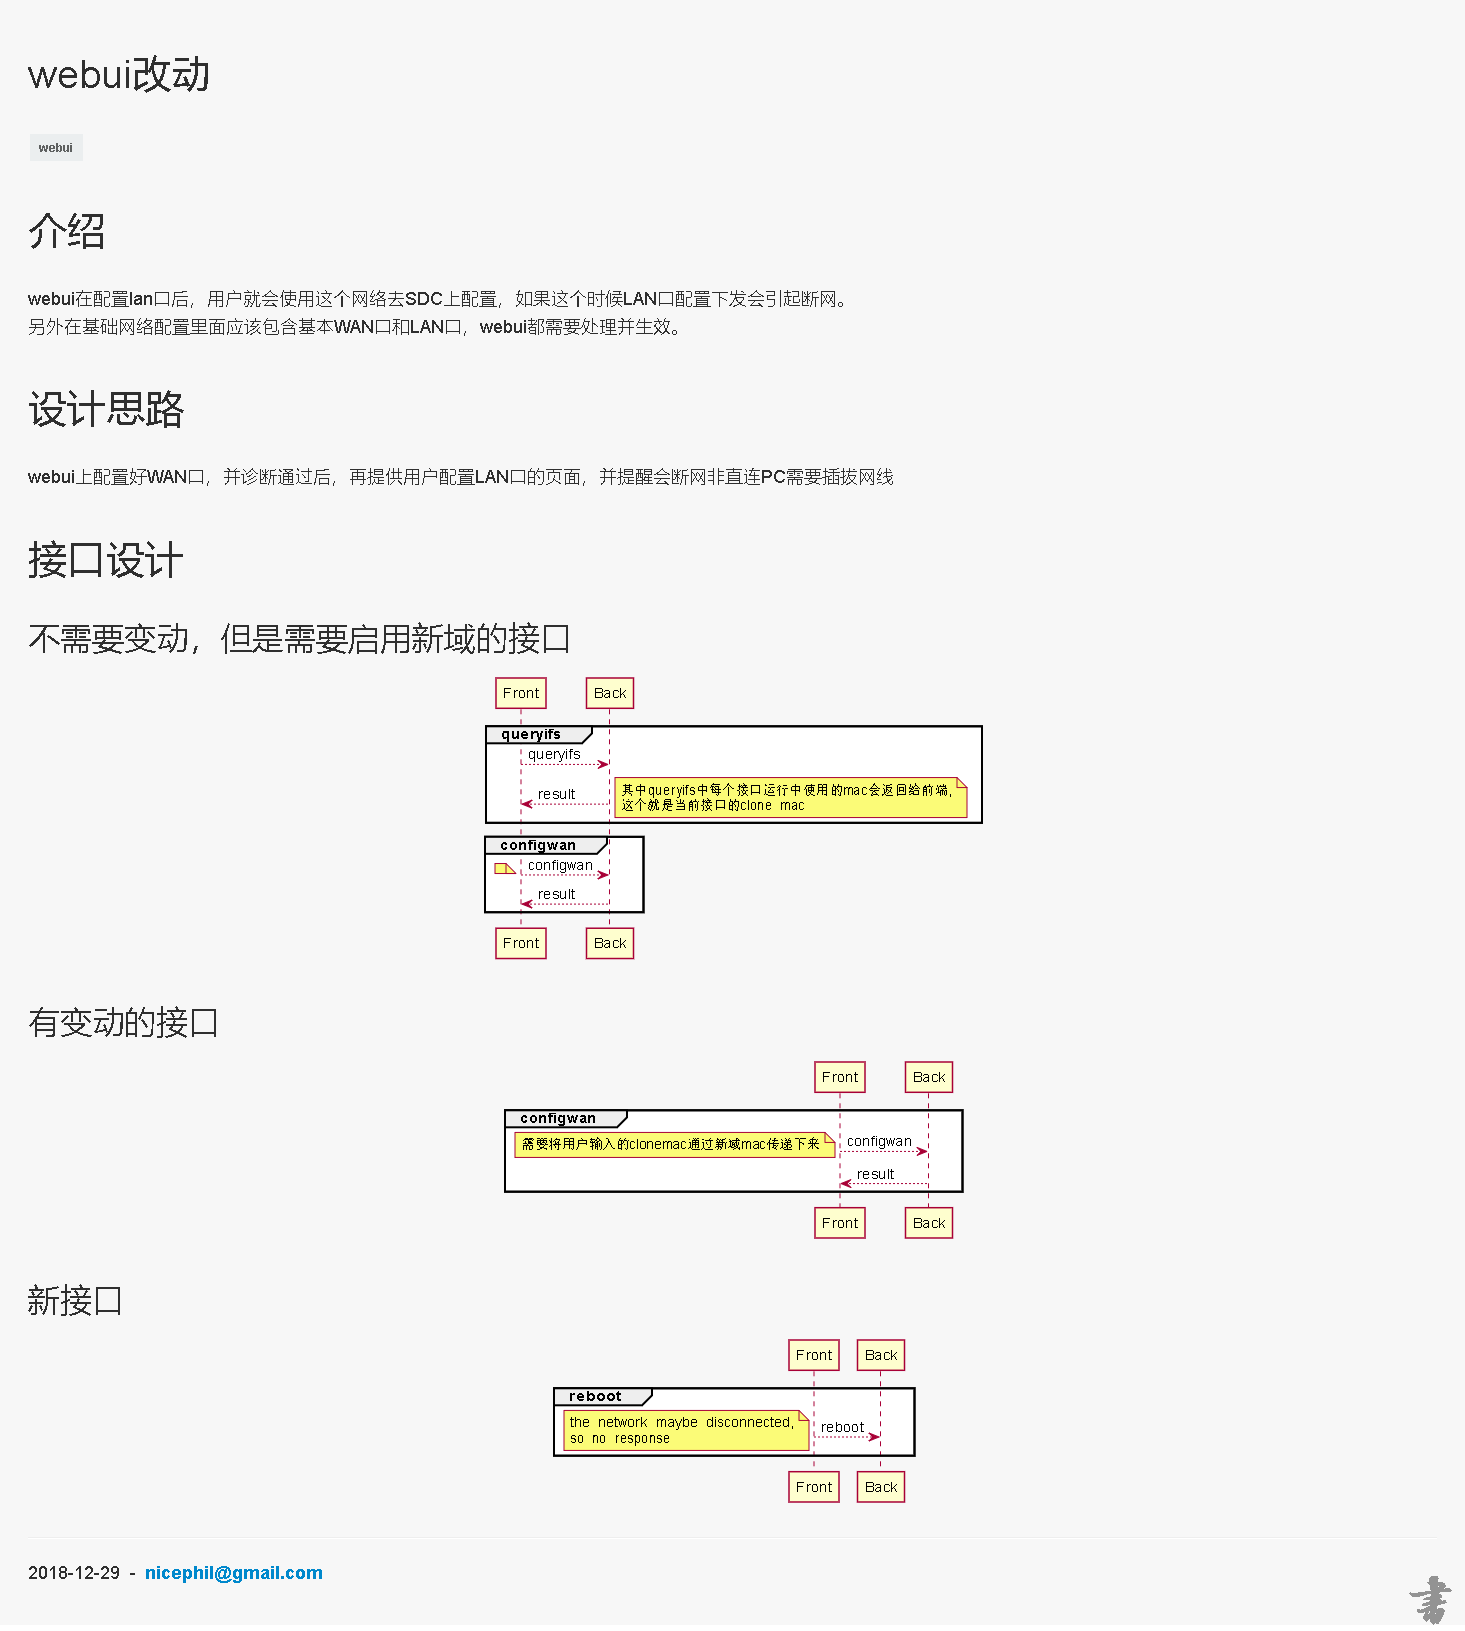 webui改动
webui
介绍
webui在配置lan口后，用户就会使用这个网络去SDC上配置，如果这个时候LAN口配置下发会引起断网。
另外在基础网络配置里面应该包含基本WAN口和LAN口，webui都需要处理并生效。
设计思路
webui上配置好WAN口，并诊断通过后，再提供用户配置LAN口的页面，并提醒会断网非直连PC需要插拔网线
接口设计
不需要变动，但是需要启用新域的接口
Front Back
queryifs
queryifs
result
其中queryifs中每个接口运行中使用的mac会返回给前端，
这个就是当前接口的clone mac
configwan
configwan
result
Front Back
有变动的接口
Front Back
configwan
需要将用户输入的clonemac通过新域mac传递下来
configwan
result
Front Back
新接口
Front Back
reboot
the network maybe disconnected,
so no response
reboot
Front Back
2018-12-29 - nicephil@gmail.com
書